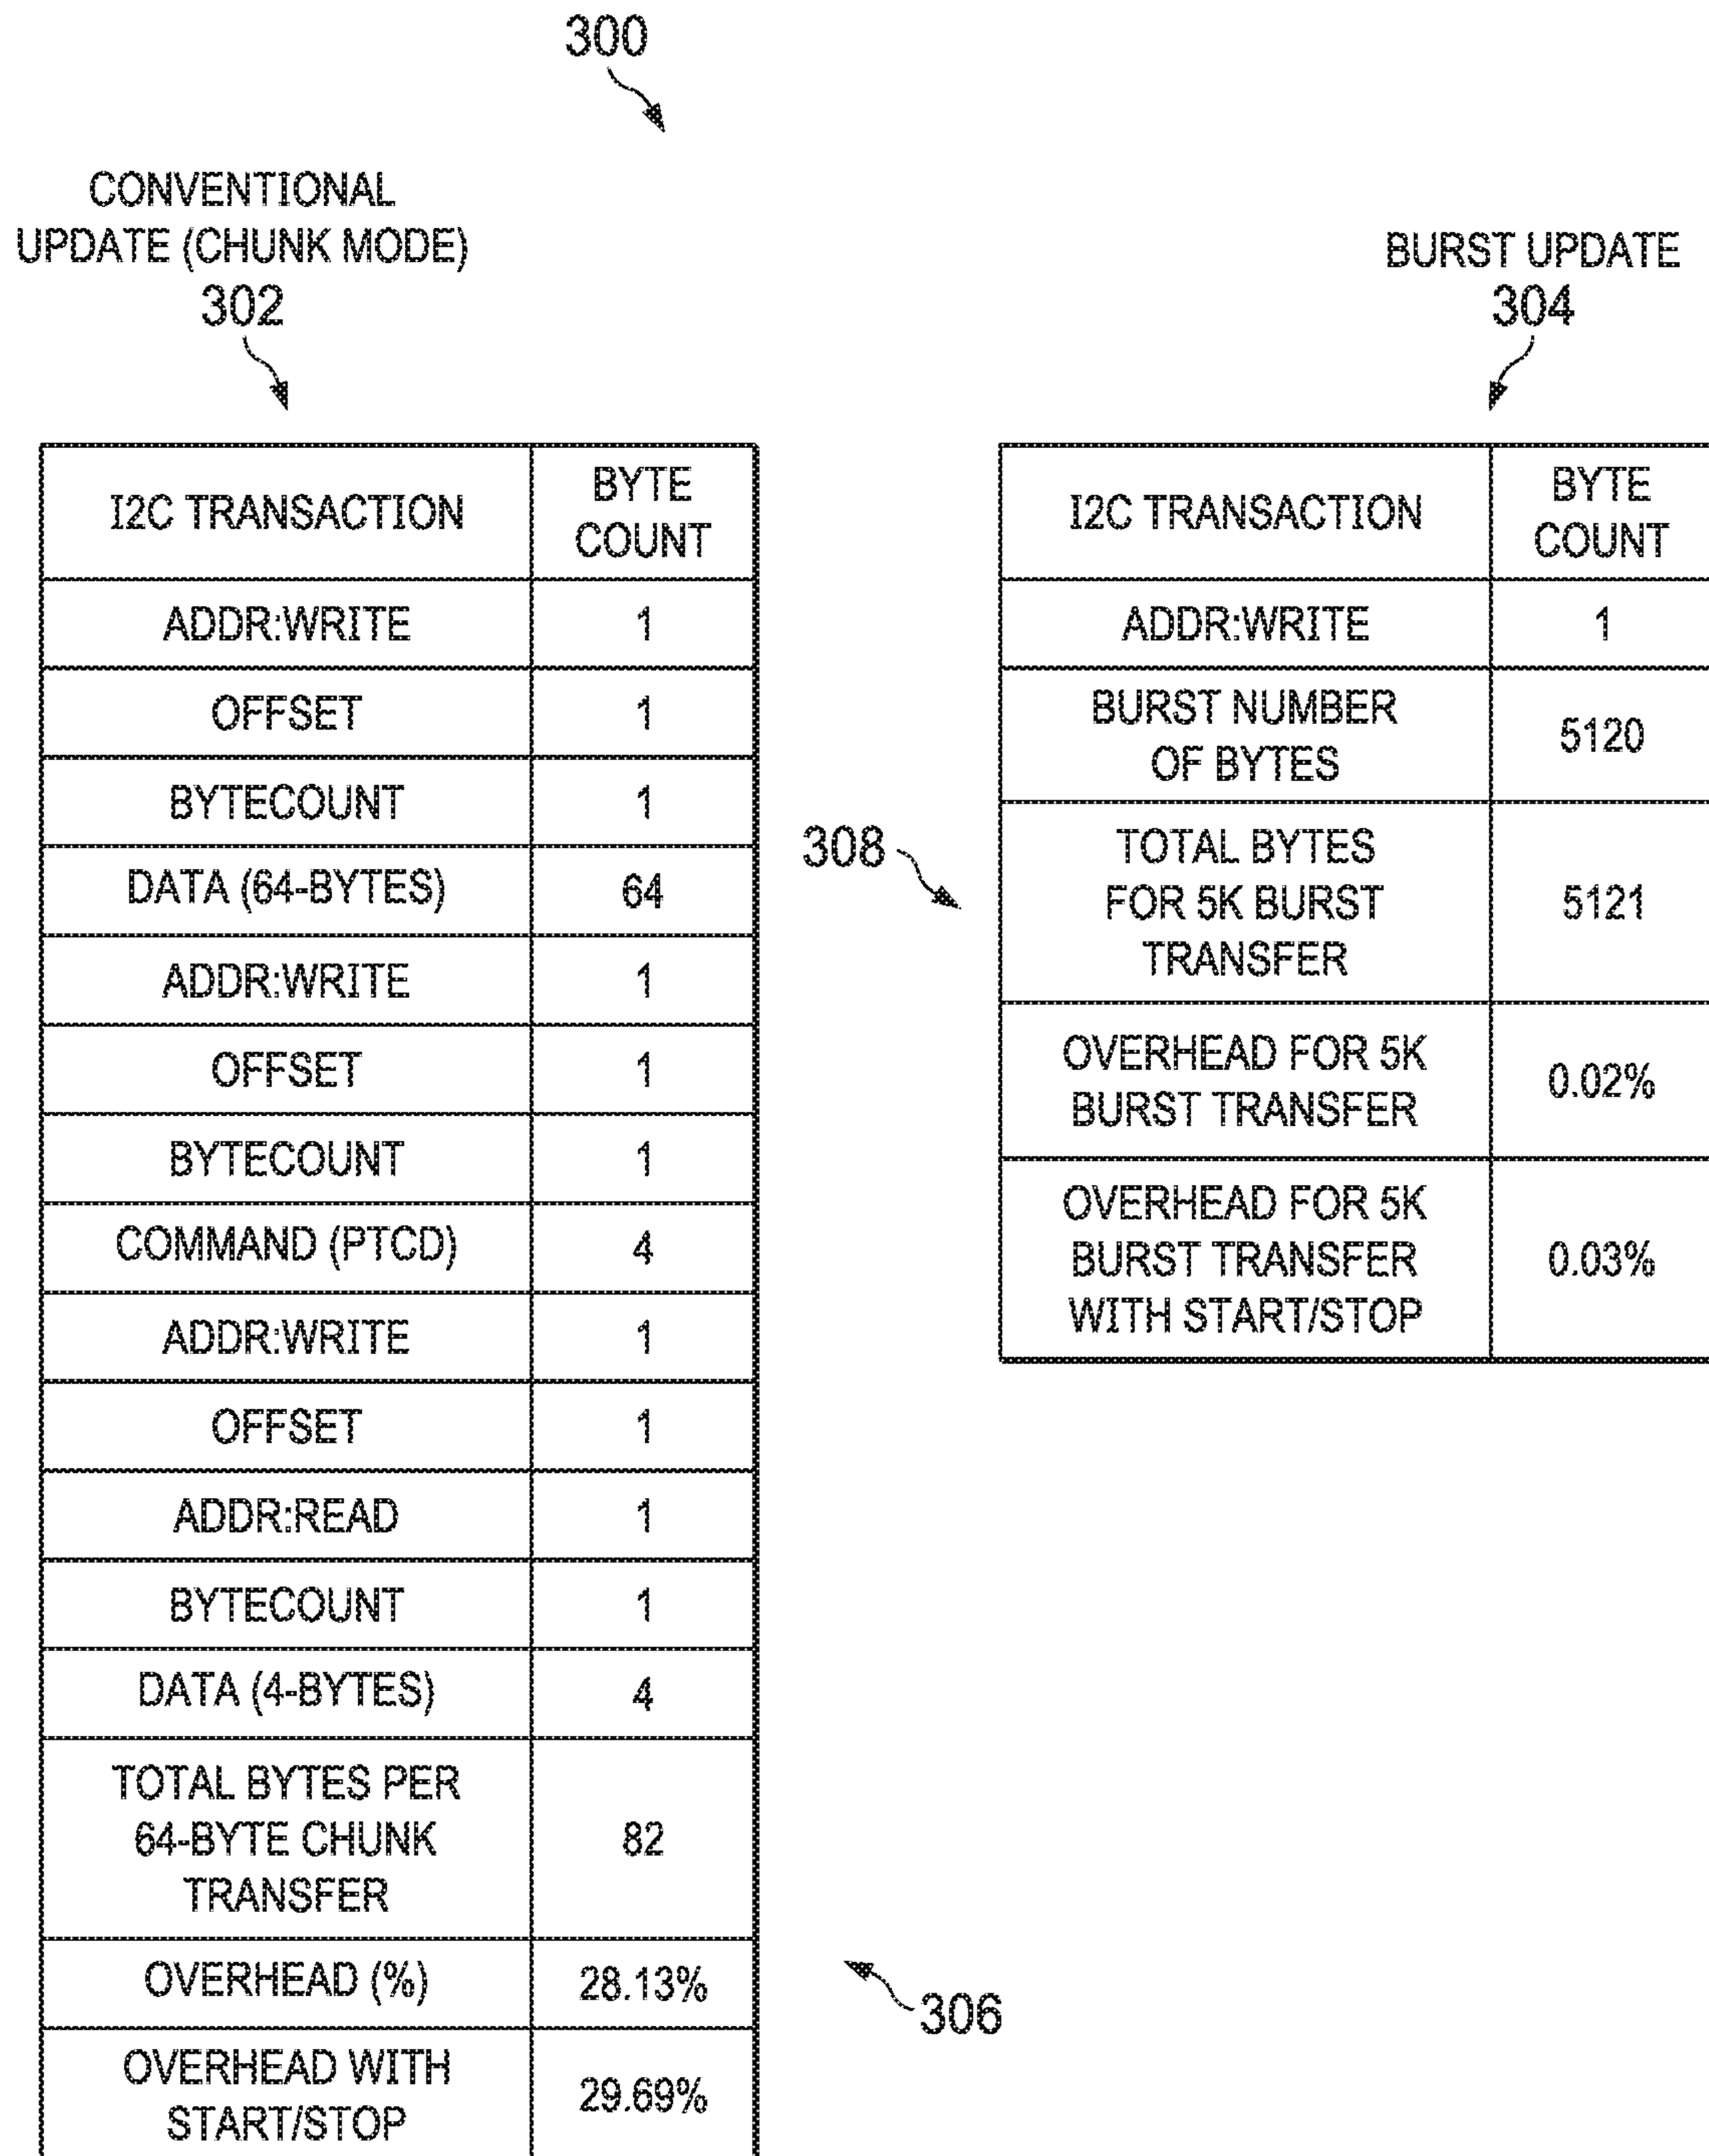 300
CONVENTIONAL
UPDATE (CHUNK MODE)
302
BURST UPDATE
304
I2C TRANSACTION BYTE
COUNT
ADDR:WRITE 1
OFFSET 1
BYTECOUNT 1
DATA (64-BYTES) 64
ADDR:WRITE 1
OFFSET 1
BYTECOUNT 1
COMMAND (PTCD) 4
ADDR:WRITE 1
OFFSET 1
ADDR:READ 1
BYTECOUNT 1
DATA (4-BYTES) 4
TOTAL BYTES PER
64-BYTE CHUNK 82
TRANSFER
OVERHEAD (%) 28.13%
OVERHEAD WITH
START/STOP 29.69%
306
308
I2C TRANSACTION BYTE
COUNT
ADDR:WRITE 1
BURST NUMBER
OF BYTES 5120
TOTAL BYTES
FOR 5K BURST 5121
TRANSFER
OVERHEAD FOR 5K
BURST TRANSFER 0.02%
OVERHEAD FOR 5K
BURST TRANSFER 0.03%
WITH START/STOP